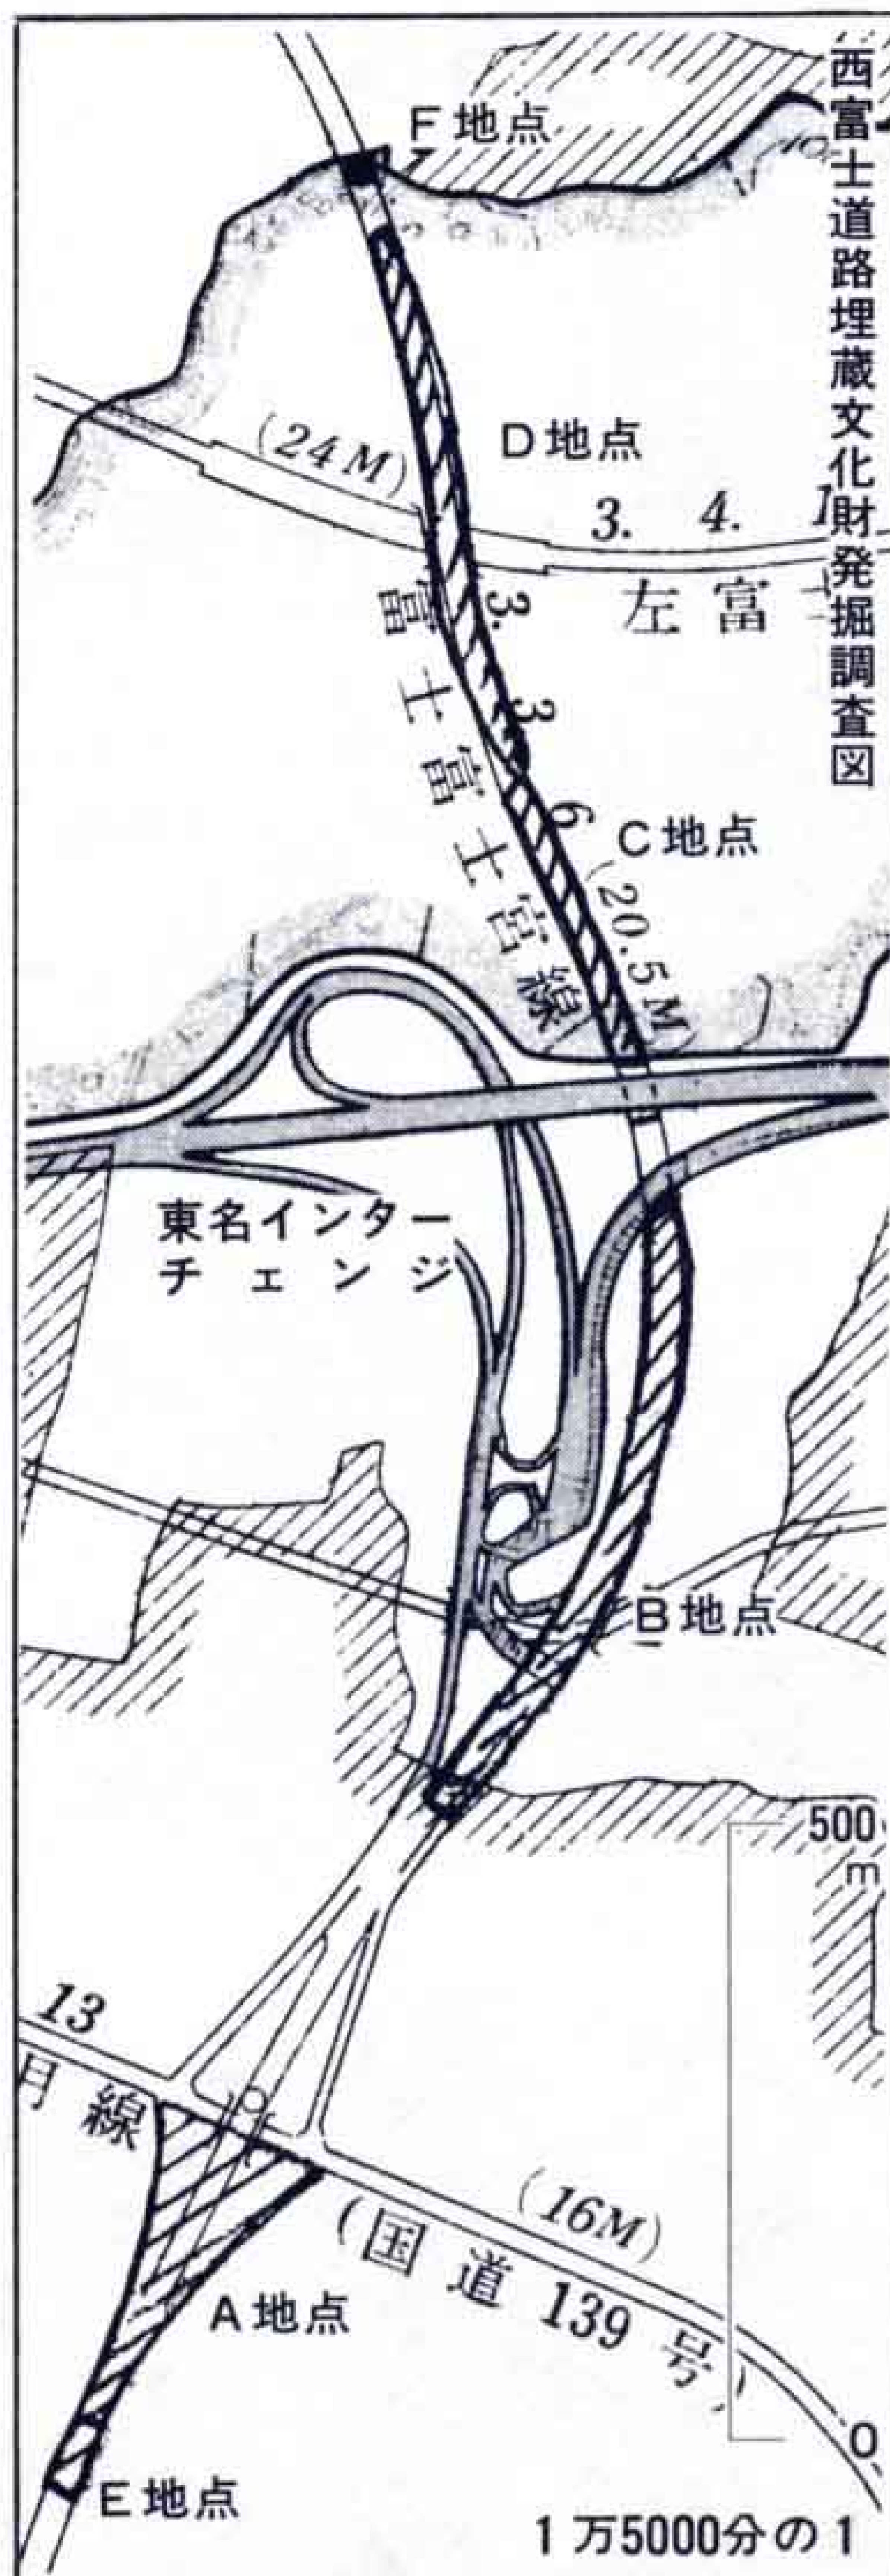 西富士道路埋蔵文化財発掘調査図
F地点
(24M)
D地点
3. 4. 1
左富士
3. 3 6
富士富士宮線
C地点
(20.5M)
東名インター
チェンジ
B地点
500
m
13
月線
(16M)
(国道139号)
A地点
0
E地点
1万5000分の1